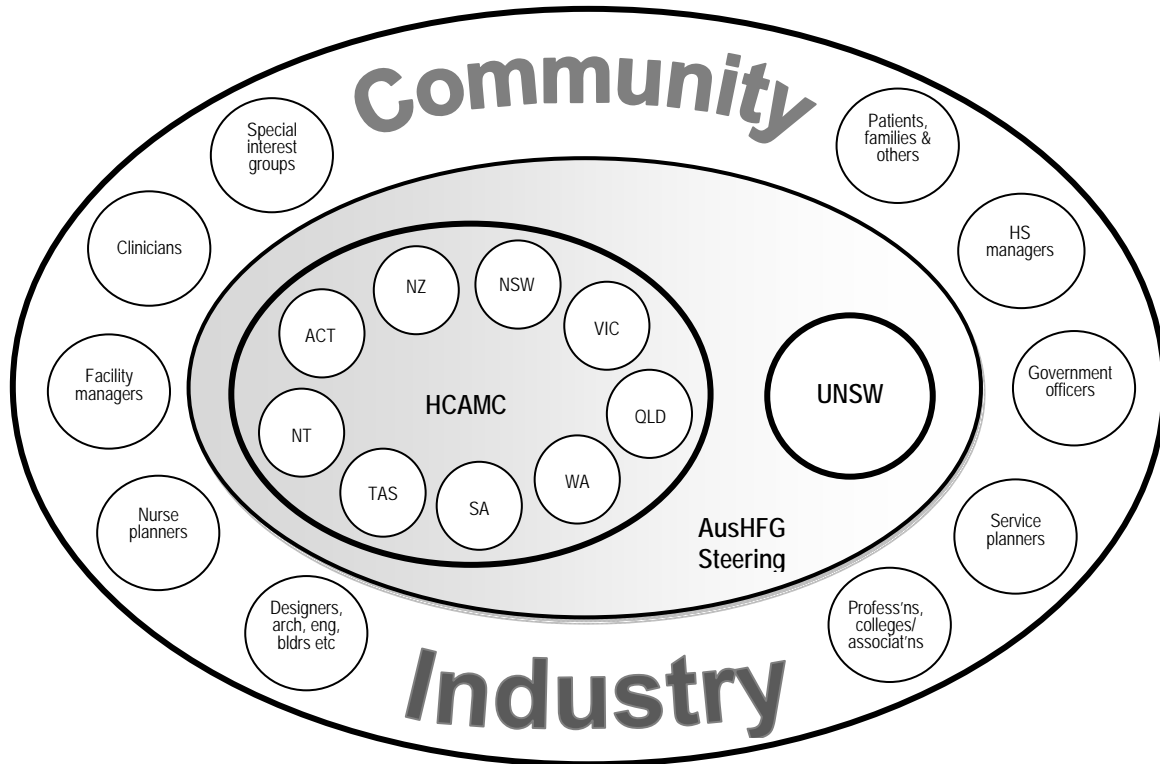 Community
Special
interest
groups
Patients,
families &
others
Clinicians
HS
managers
NZ
NSW
ACT
VIC
Facility
managers
HCAMC
UNSW
Government
officers
QLD
NT
WA
TAS
SA
Nurse
planners
AusHFG
Steering
Service
planners
Designers,
arch, eng,
bldrs etc
Profess'ns,
colleges/
associat'ns
Industry